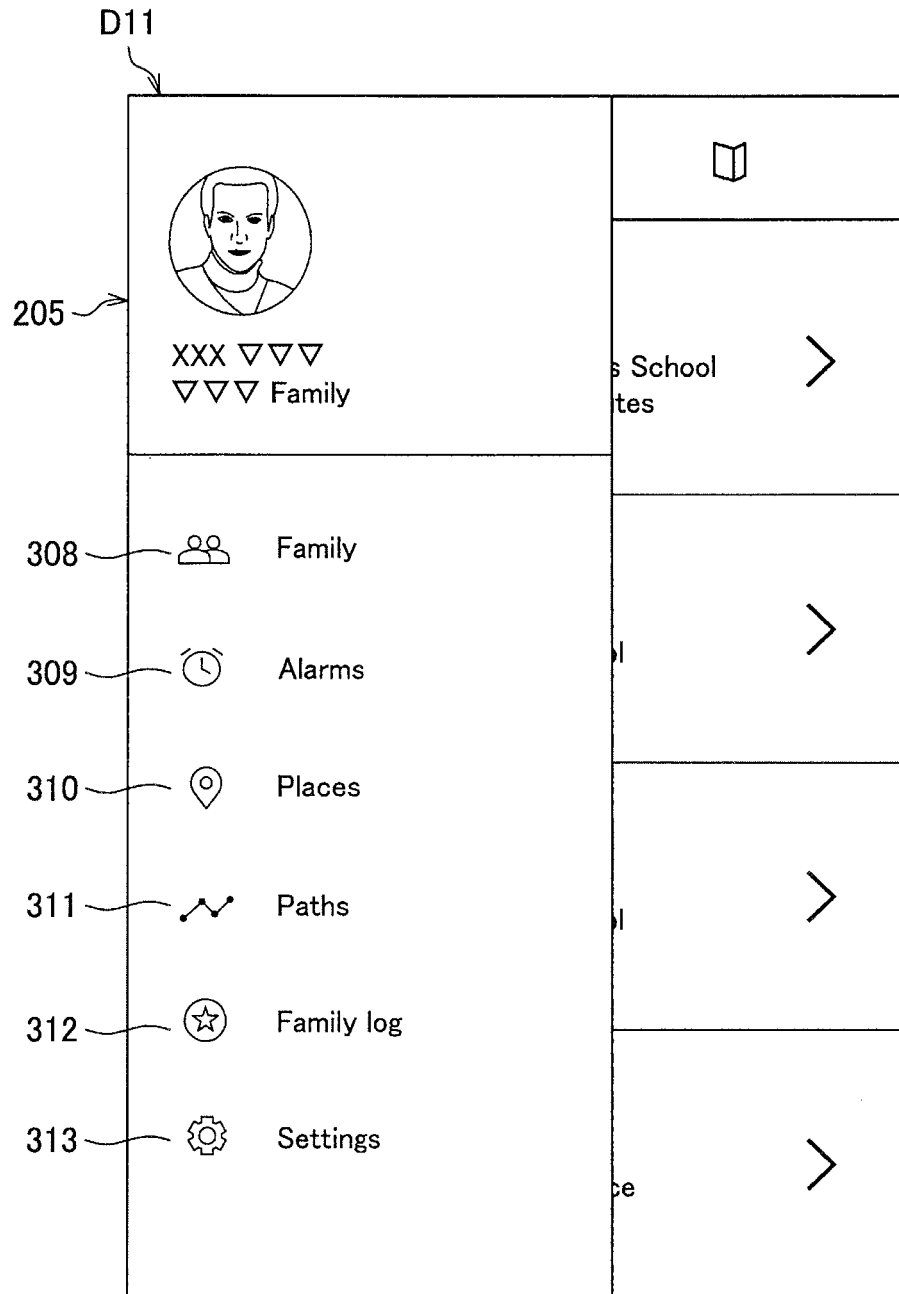 D11
205
XXX ▽▽▽
▽▽▽ Family
s School
tes
308 Family
309 Alarms
310 Places
311 Paths
312 Family log
313 Settings